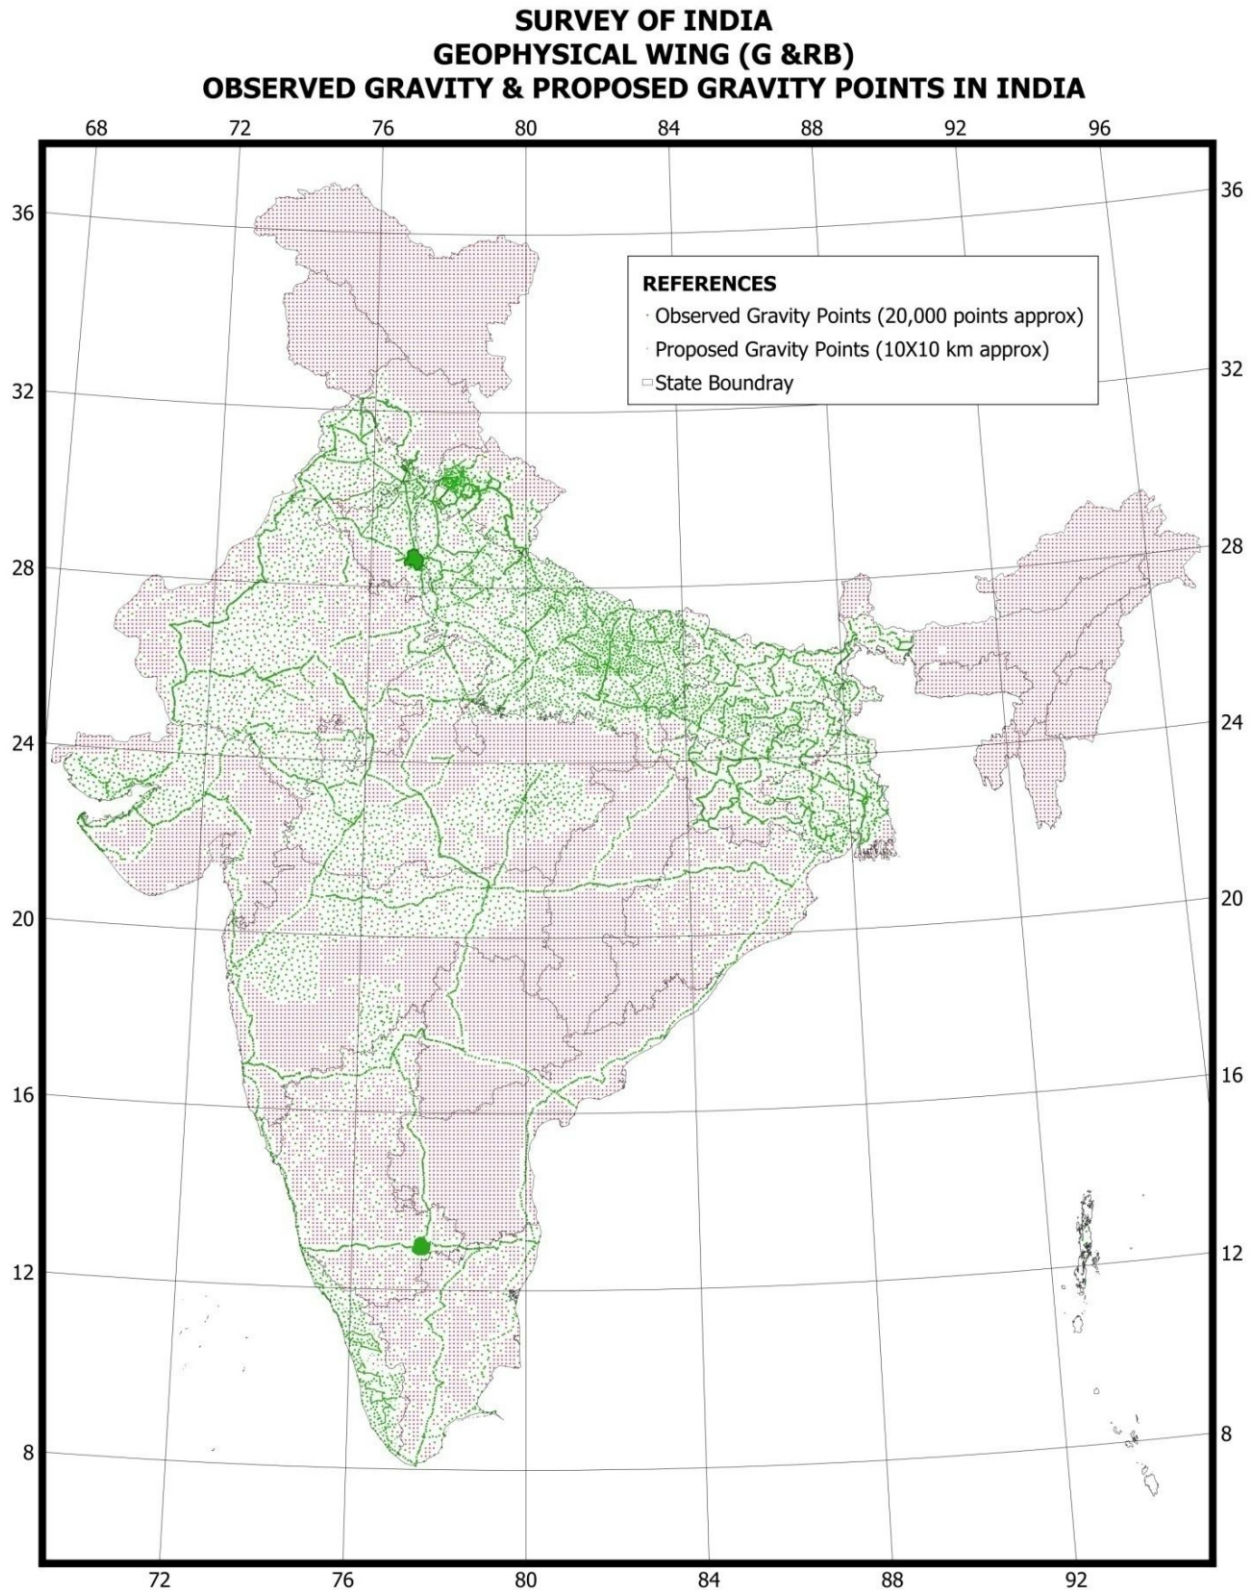 SURVEY OF INDIA
GEOPHYSICAL WING (G &RB)
OBSERVED GRAVITY & PROPOSED GRAVITY POINTS IN INDIA
68 72 76 80 84 88 92 96
36 36
REFERENCES
Observed Gravity Points (20,000 points approx)
Proposed Gravity Points (10X10 km approx)
State Boundray
32 32
28 28
24 24
20 20
16 16
12 12
8 8
72 76 80 84 88 92